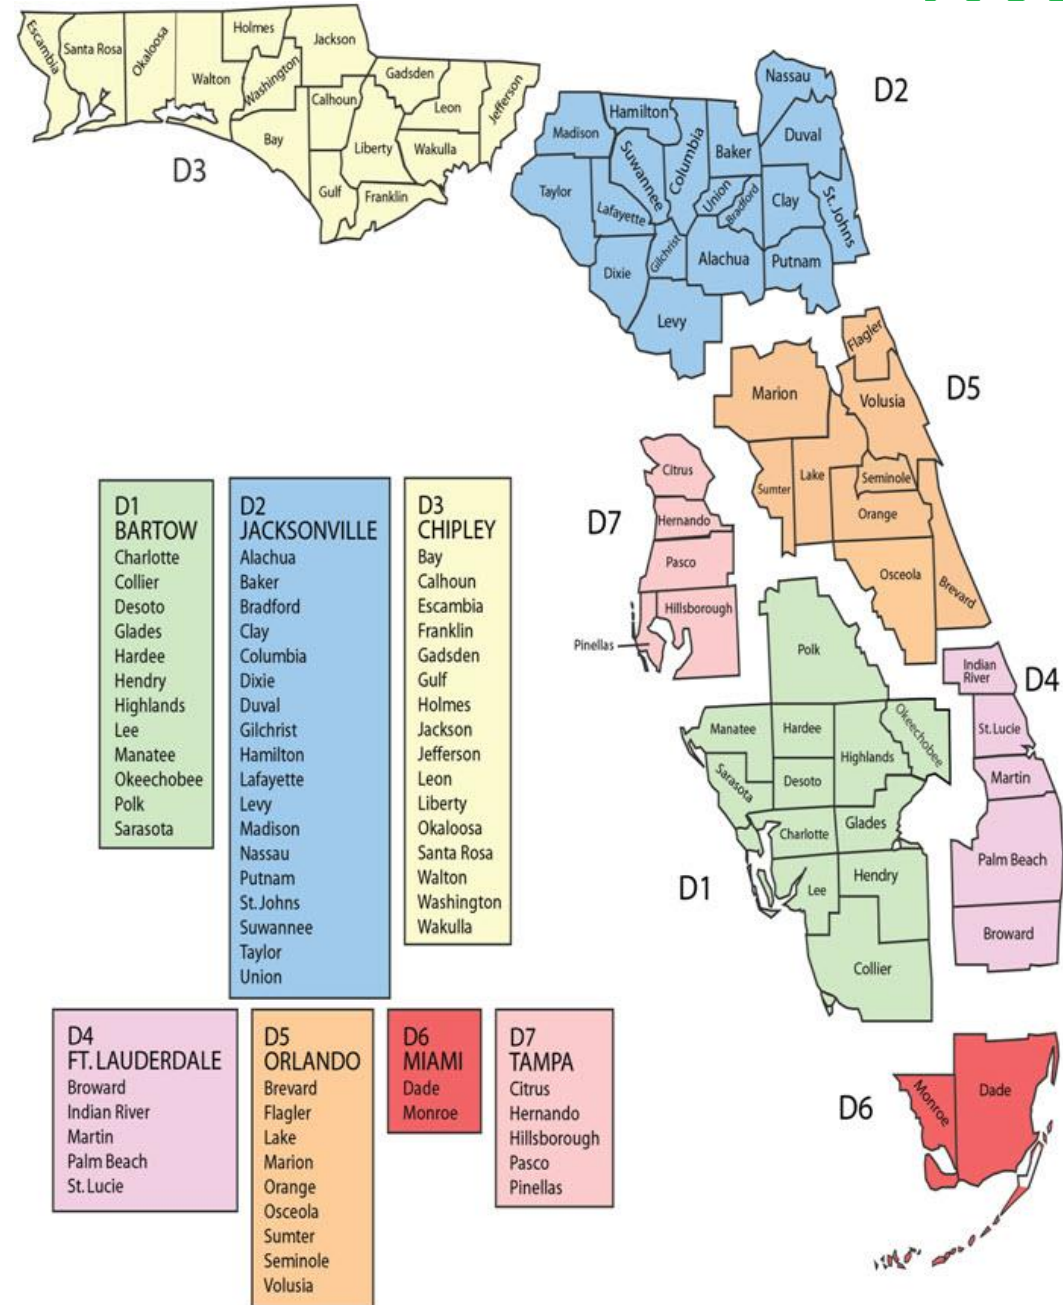 Escambia
Santa Rosa
Okaloosa
Holmes
Walton
Washington
Jackson
Calhoun
Bay
Gadsden
Leon
Jefferson
Liberty
Wakulla
Gulf
Franklin
D3
Nassau
D2
Hamilton
Madison
Suwannee
Columbia
Baker
Duval
Taylor
Lafayette
Union
Bradford
Clay
St. Johns
Gilchrist
Alachua
Putnam
Dixie
Levy
Flagler
Marion
Volusia
D5
Lake
Sumter
Seminole
Orange
Osceola
Brevard
Citrus
D7
Hernando
Pasco
Hillsborough
Pinellas
Polk
Indian
River
D4
Manatee
Hardee
Okeechobee
St. Lucie
Highlands
Sarasota
Desoto
Martin
Charlotte
Glades
Palm Beach
D1
Lee
Hendry
Broward
Collier
Monroe
Dade
D6
D1
BARTOW
Charlotte
Collier
Desoto
Glades
Hardee
Hendry
Highlands
Lee
Manatee
Okeechobee
Polk
Sarasota
D2
JACKSONVILLE
Alachua
Baker
Bradford
Clay
Columbia
Dixie
Duval
Gilchrist
Hamilton
Lafayette
Levy
Madison
Nassau
Putnam
St. Johns
Suwannee
Taylor
Union
D3
CHIPLEY
Bay
Calhoun
Escambia
Franklin
Gadsden
Gulf
Holmes
Jackson
Jefferson
Leon
Liberty
Okaloosa
Santa Rosa
Walton
Washington
Wakulla
D4
FT. LAUDERDALE
Broward
Indian River
Martin
Palm Beach
St. Lucie
D5
ORLANDO
Brevard
Flagler
Lake
Marion
Orange
Osceola
Sumter
Seminole
Volusia
D6
MIAMI
Dade
Monroe
D7
TAMPA
Citrus
Hernando
Hillsborough
Pasco
Pinellas